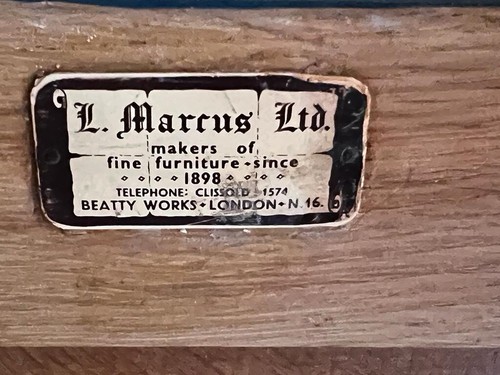 L. Marcus Ltd.
makers of
fine furniture · since
1898
TELEPHONE: CLISSOLD 1574
BEATTY WORKS · LONDON · N.16.